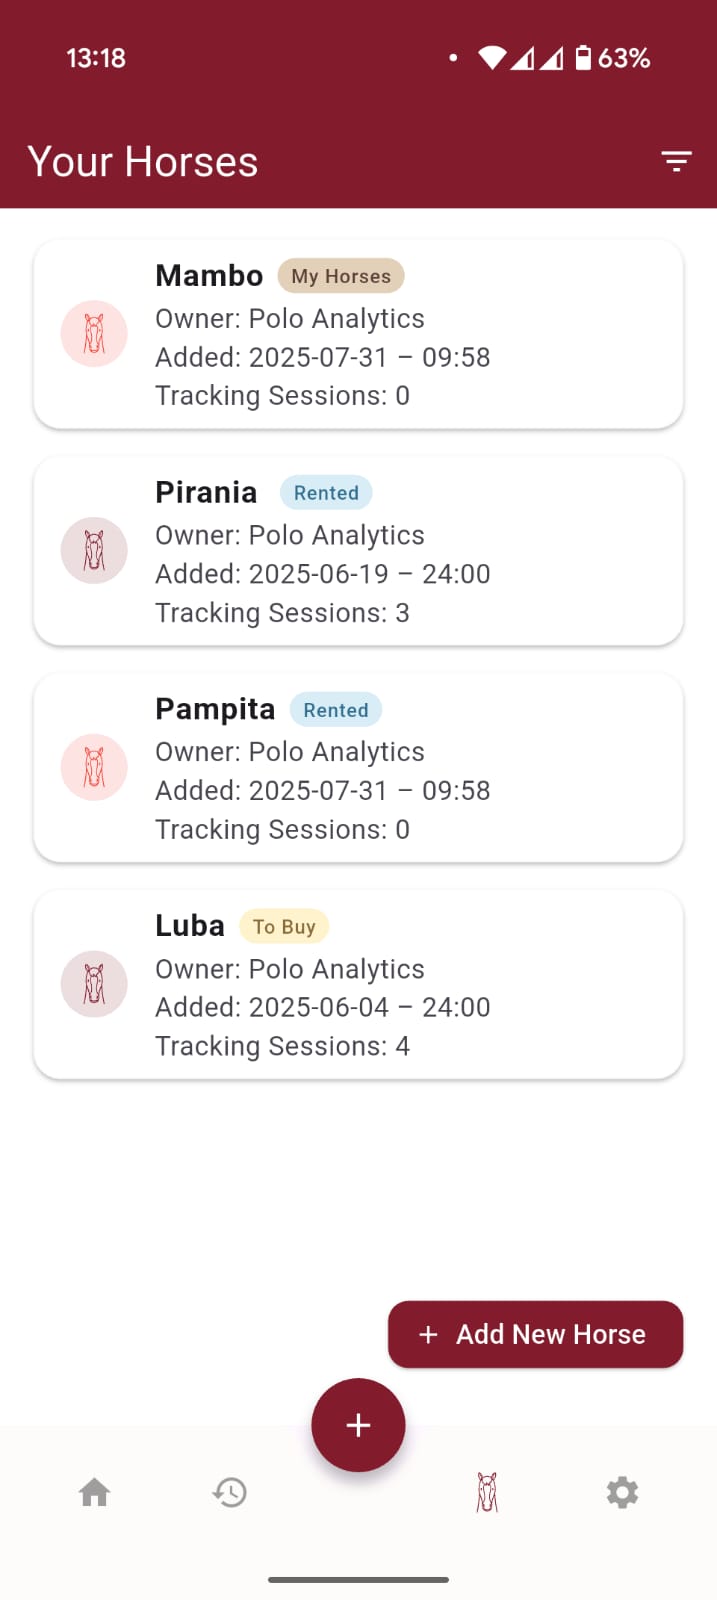 13:18 63%
Your Horses
Mambo My Horses
Owner: Polo Analytics
Added: 2025-07-31 – 09:58
Tracking Sessions: 0
Pirania Rented
Owner: Polo Analytics
Added: 2025-06-19 – 24:00
Tracking Sessions: 3
Pampita Rented
Owner: Polo Analytics
Added: 2025-07-31 – 09:58
Tracking Sessions: 0
Luba To Buy
Owner: Polo Analytics
Added: 2025-06-04 – 24:00
Tracking Sessions: 4
+ Add New Horse
+